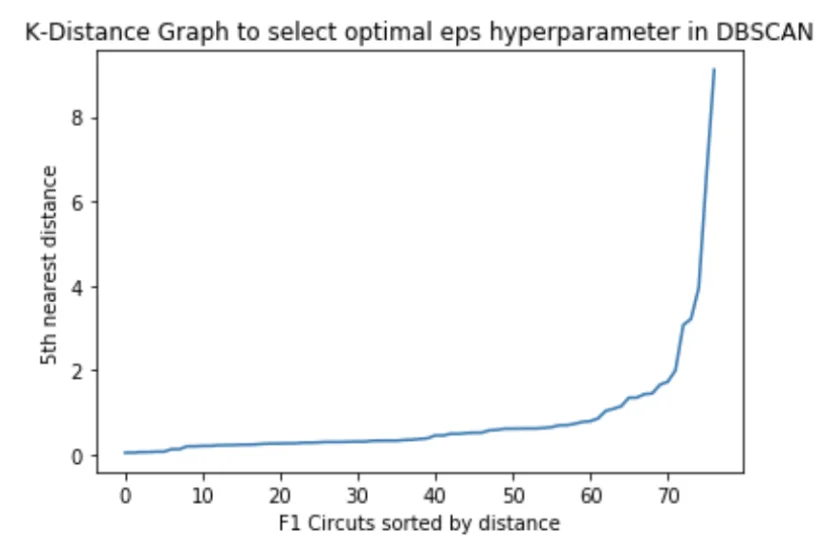 K-Distance Graph to select optimal eps hyperparameter in DBSCAN
8
6
4
2
0
5th nearest distance
0 10 20 30 40 50 60 70
F1 Circuts sorted by distance